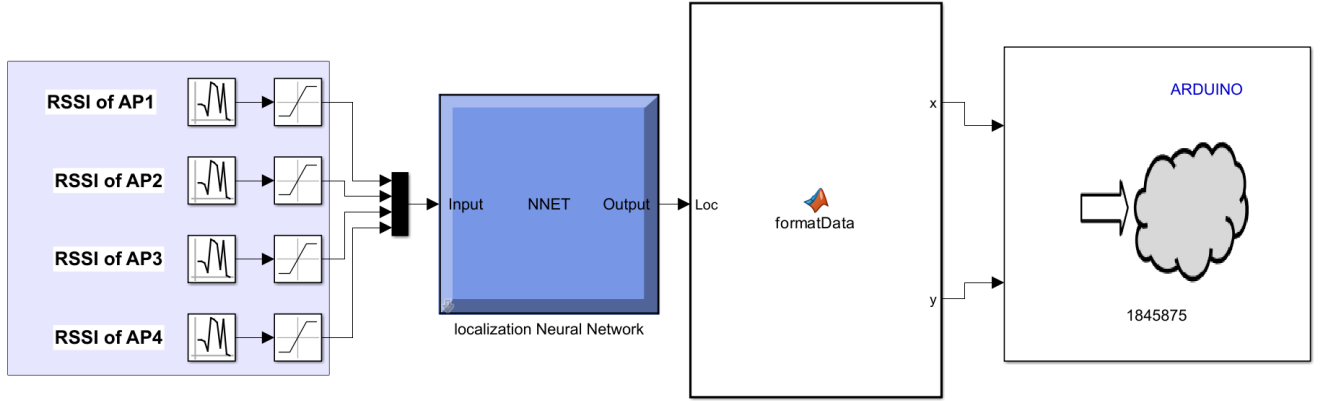 RSSI of AP1
RSSI of AP2
RSSI of AP3
RSSI of AP4
Input NNET Output
localization Neural Network
Loc
formatData
x
y
ARDUINO
1845875